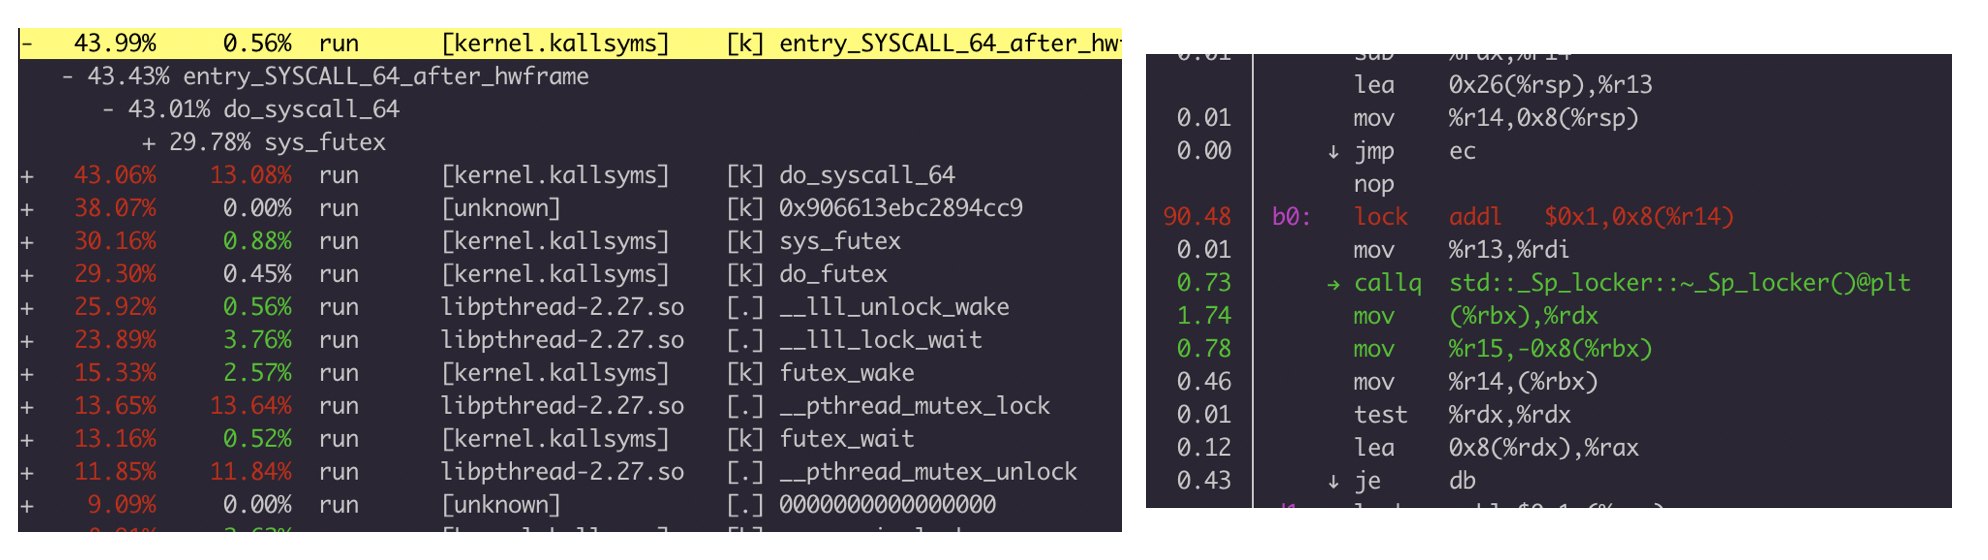 -   43.99%     0.56%  run      [kernel.kallsyms]    [k] entry_SYSCALL_64_after_hw
   - 43.43% entry_SYSCALL_64_after_hwframe
      - 43.01% do_syscall_64
         + 29.78% sys_futex
+   43.06%    13.08%  run      [kernel.kallsyms]    [k] do_syscall_64
+   38.07%     0.00%  run      [unknown]            [k] 0x906613ebc2894cc9
+   30.16%     0.88%  run      [kernel.kallsyms]    [k] sys_futex
+   29.30%     0.45%  run      [kernel.kallsyms]    [k] do_futex
+   25.92%     0.56%  run      libpthread-2.27.so   [.] __lll_unlock_wake
+   23.89%     3.76%  run      libpthread-2.27.so   [.] __lll_lock_wait
+   15.33%     2.57%  run      [kernel.kallsyms]    [k] futex_wake
+   13.65%    13.64%  run      libpthread-2.27.so   [.] __pthread_mutex_lock
+   13.16%     0.52%  run      [kernel.kallsyms]    [k] futex_wait
+   11.85%    11.84%  run      libpthread-2.27.so   [.] __pthread_mutex_unlock
+    9.09%     0.00%  run      [unknown]            [.] 0000000000000000
0.01 sub %rax,%r14
lea 0x26(%rsp),%r13
0.01 mov %r14,0x8(%rsp)
0.00 ↓ jmp ec
nop
90.48 b0: lock addl $0x1,0x8(%r14)
0.01 mov %r13,%rdi
0.73 → callq std::_Sp_locker::~_Sp_locker()@plt
1.74 mov (%rbx),%rdx
0.78 mov %r15,-0x8(%rbx)
0.46 mov %r14,(%rbx)
0.01 test %rdx,%rdx
0.12 lea 0x8(%rdx),%rax
0.43 ↓ je db